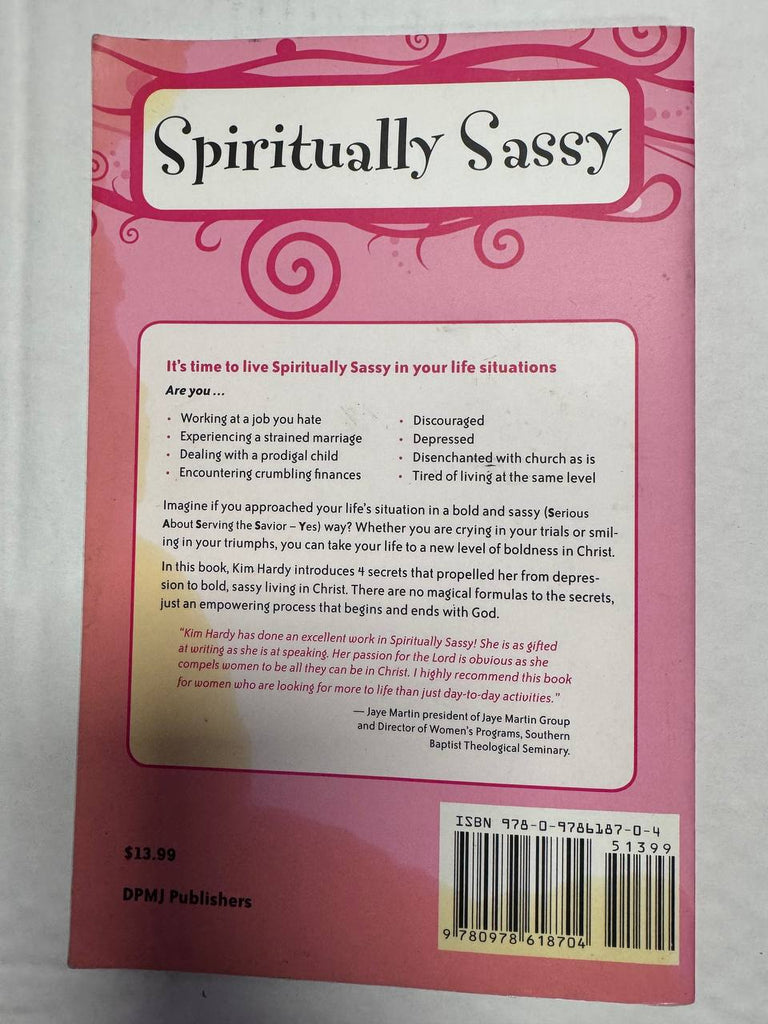 Spiritually Sassy
It's time to live Spiritually Sassy in your life situations
Are you ...
• Working at a job you hate
• Experiencing a strained marriage
• Dealing with a prodigal child
• Encountering crumbling finances
• Discouraged
• Depressed
• Disenchanted with church as is
• Tired of living at the same level
Imagine if you approached your life's situation in a bold and sassy (Serious
About Serving the Savior – Yes) way? Whether you are crying in your trials or smil-
ing in your triumphs, you can take your life to a new level of boldness in Christ.
In this book, Kim Hardy introduces 4 secrets that propelled her from depres-
sion to bold, sassy living in Christ. There are no magical formulas to the secrets,
just an empowering process that begins and ends with God.
"Kim Hardy has done an excellent work in Spiritually Sassy! She is as gifted
at writing as she is at speaking. Her passion for the Lord is obvious as she
compels women to be all they can be in Christ. I highly recommend this book
for women who are looking for more to life than just day-to-day activities."
— Jaye Martin president of Jaye Martin Group
and Director of Women's Programs, Southern
Baptist Theological Seminary.
$13.99
DPMJ Publishers
ISBN 978-0-9786187-0-4
51399
9 780978 618704